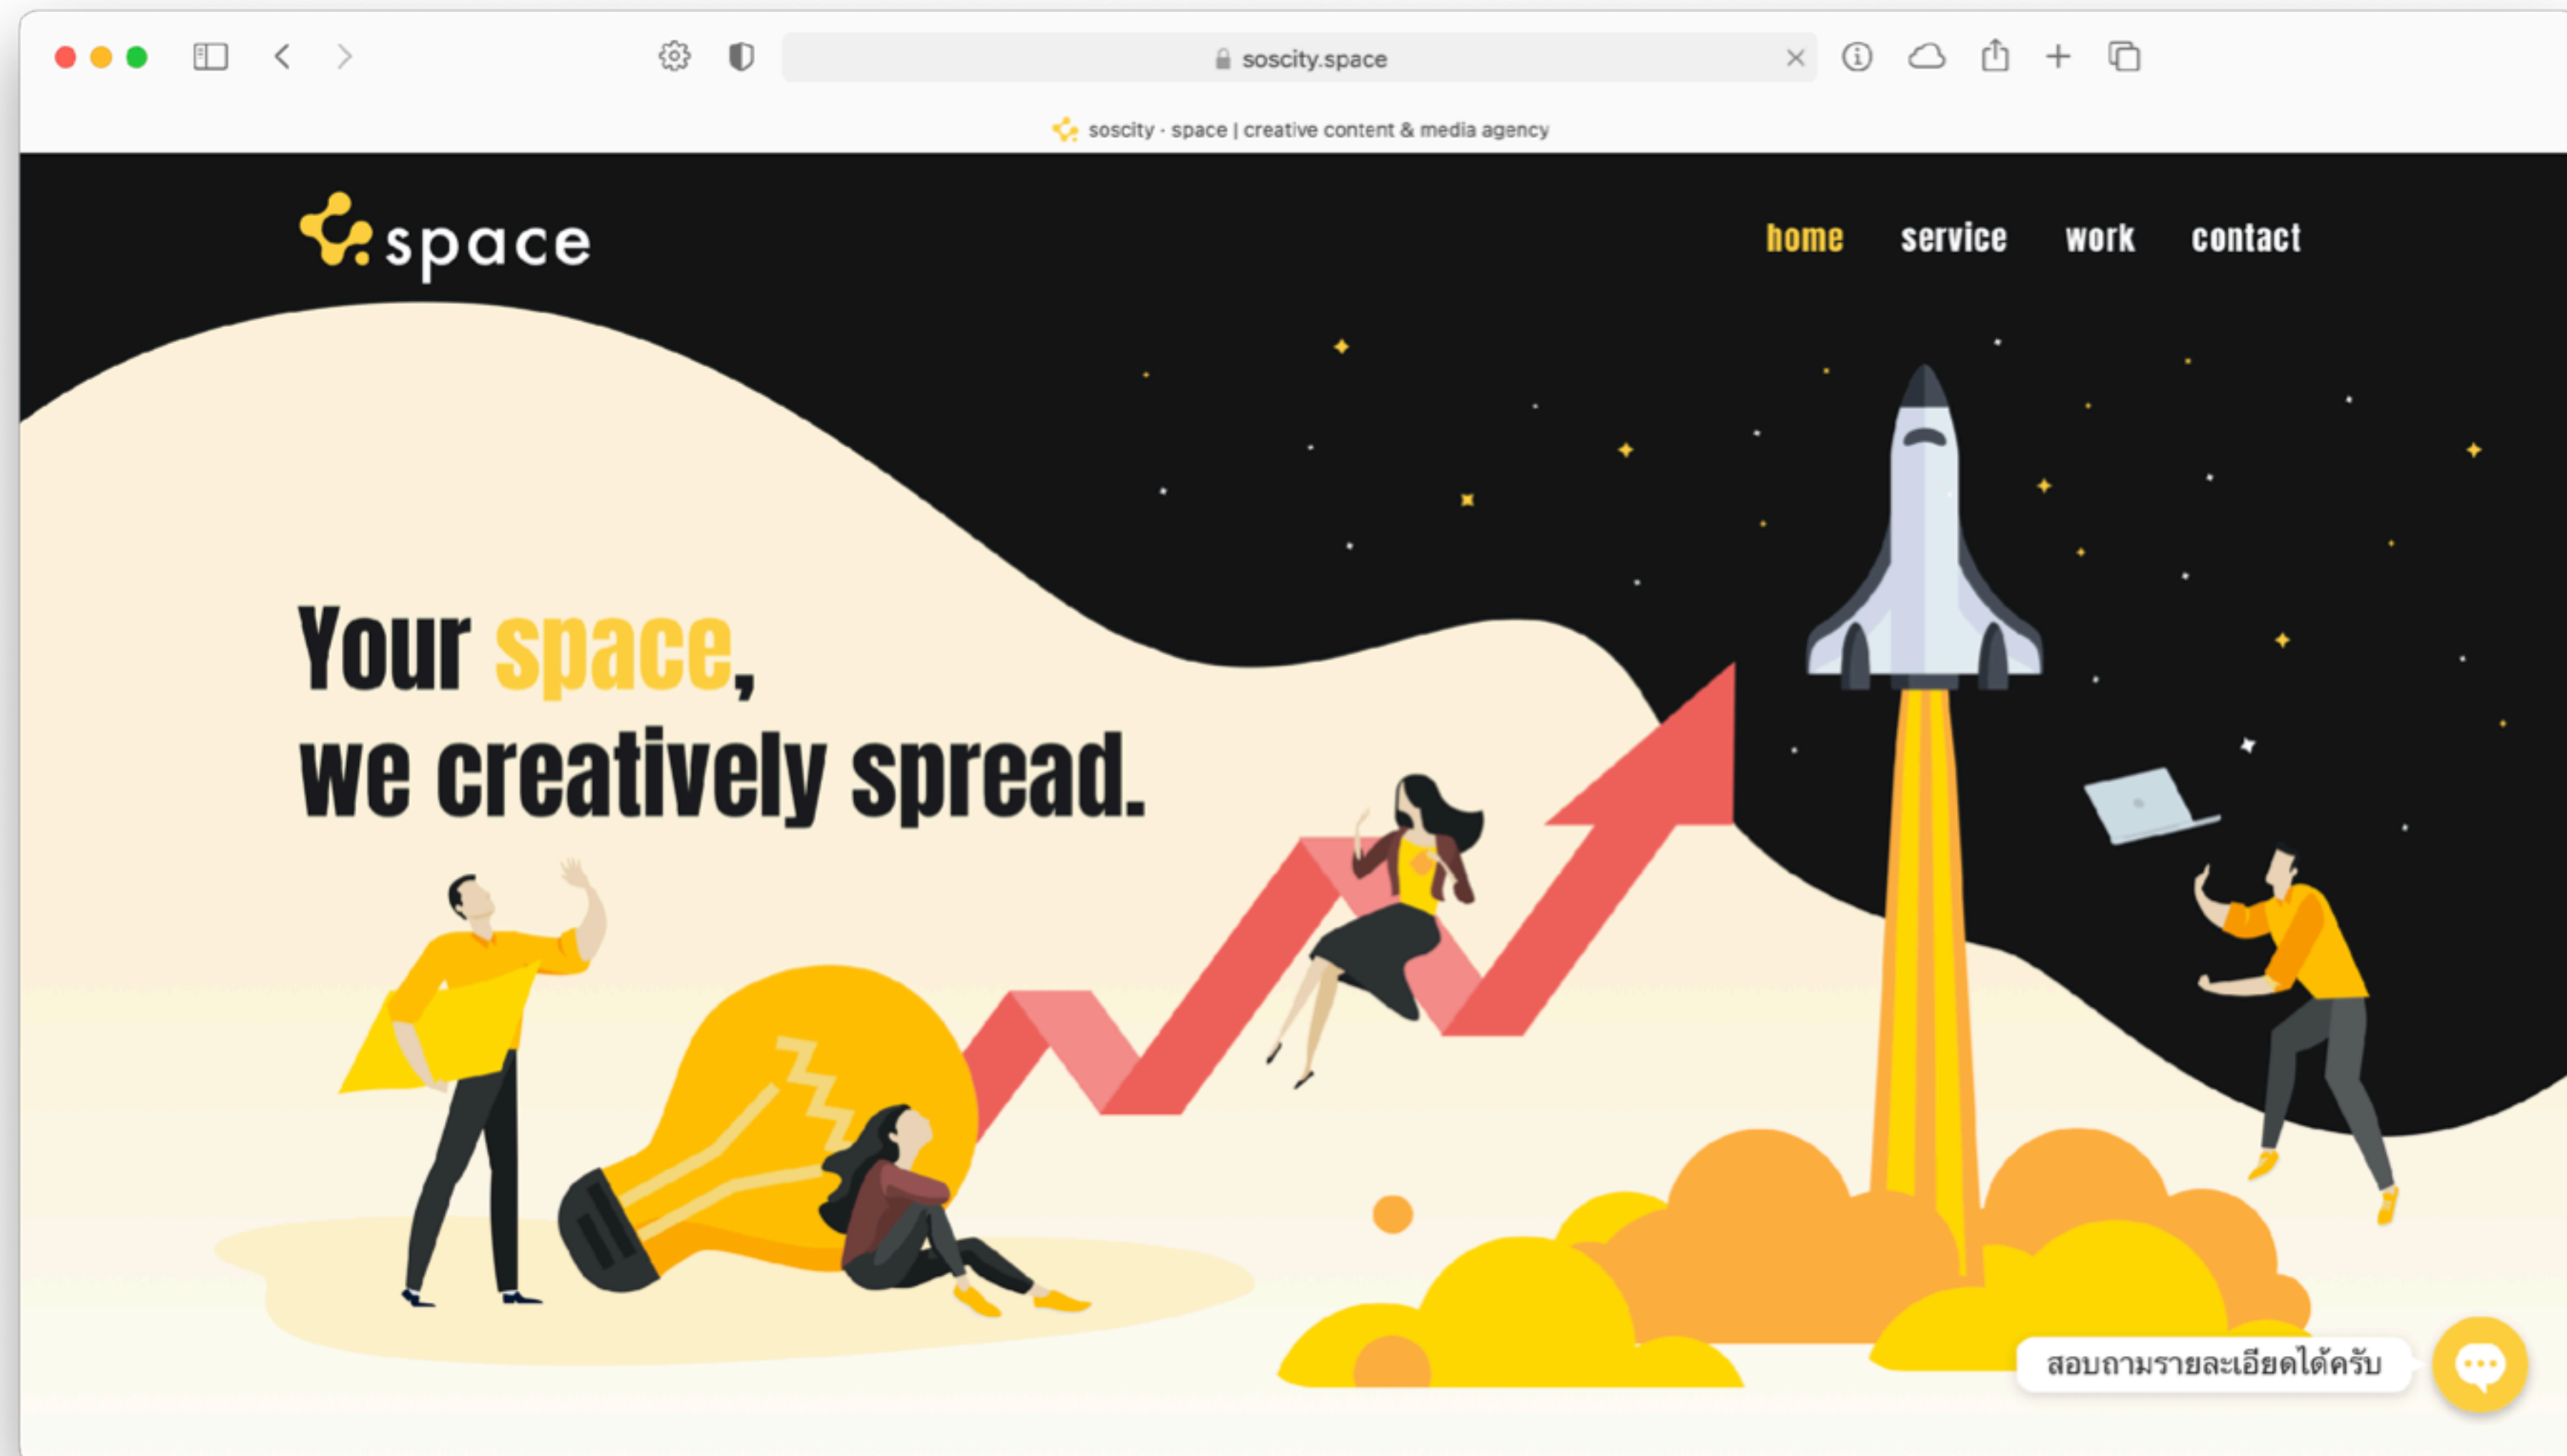 soscity.space
soscity · space | creative content & media agency
space
home service work contact
Your space,
we creatively spread.
สอบถามรายละเอียดได้ครับ